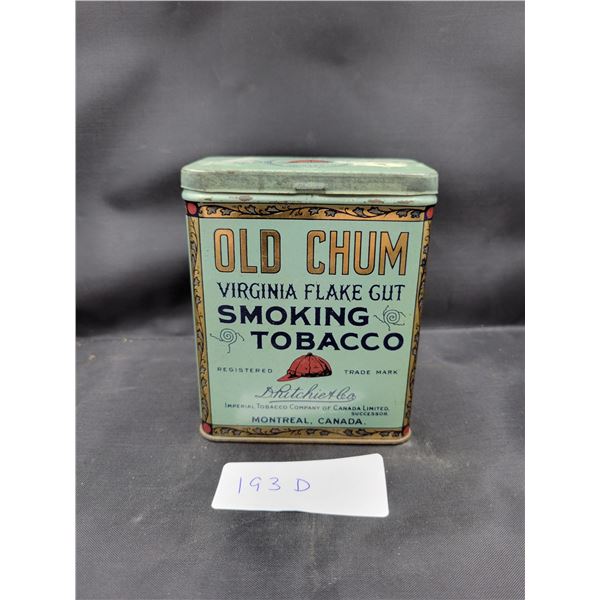 OLD CHUM
VIRGINIA FLAKE CUT
SMOKING
TOBACCO
REGISTERED TRADE MARK
D. Ritchie & Co.
IMPERIAL TOBACCO COMPANY OF CANADA LIMITED,
SUCCESSOR
MONTREAL, CANADA.
193 D